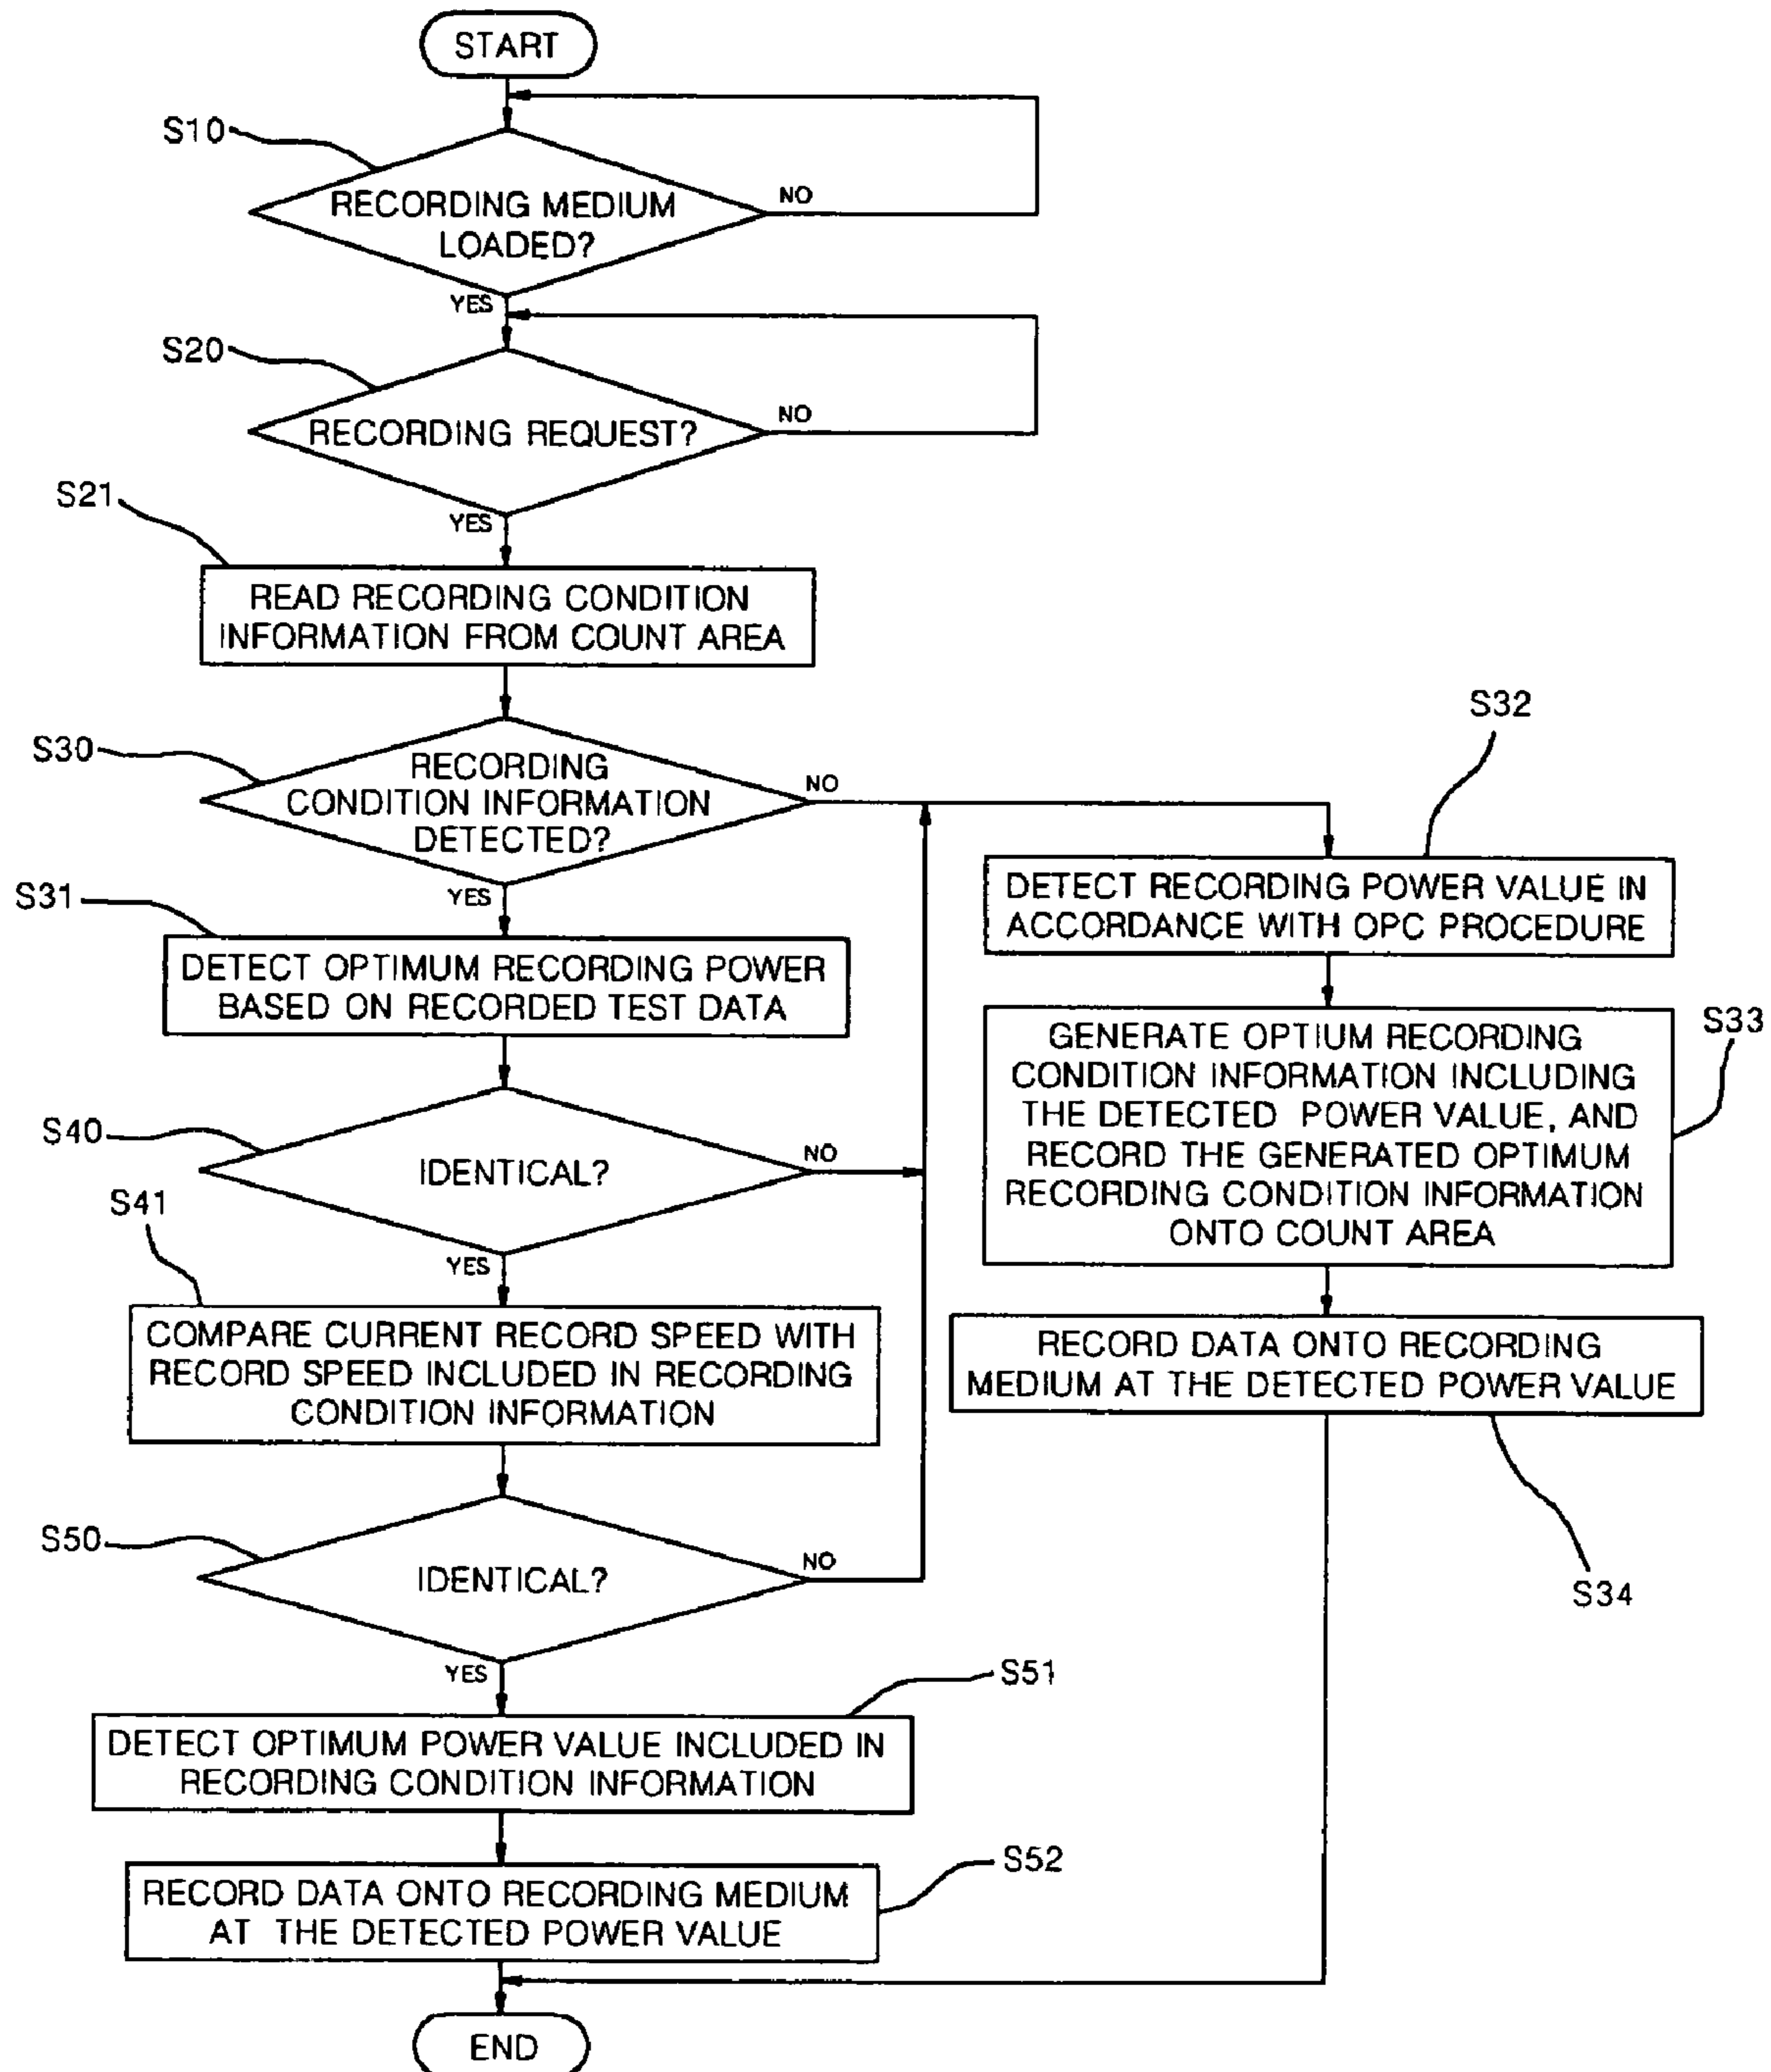 START
S10
RECORDING MEDIUM
LOADED?
NO
YES
S20
RECORDING REQUEST?
NO
YES
S21
READ RECORDING CONDITION
INFORMATION FROM COUNT AREA
S30
RECORDING
CONDITION INFORMATION
DETECTED?
NO
YES
S32
DETECT RECORDING POWER VALUE IN
ACCORDANCE WITH OPC PROCEDURE
S31
DETECT OPTIMUM RECORDING POWER
BASED ON RECORDED TEST DATA
S33
GENERATE OPTIUM RECORDING
CONDITION INFORMATION INCLUDING
THE DETECTED POWER VALUE, AND
RECORD THE GENERATED OPTIMUM
RECORDING CONDITION INFORMATION
ONTO COUNT AREA
S40
IDENTICAL?
NO
YES
S41
COMPARE CURRENT RECORD SPEED WITH
RECORD SPEED INCLUDED IN RECORDING
CONDITION INFORMATION
RECORD DATA ONTO RECORDING
MEDIUM AT THE DETECTED POWER VALUE
S34
S50
IDENTICAL?
NO
YES
S51
DETECT OPTIMUM POWER VALUE INCLUDED IN
RECORDING CONDITION INFORMATION
S52
RECORD DATA ONTO RECORDING MEDIUM
AT THE DETECTED POWER VALUE
END